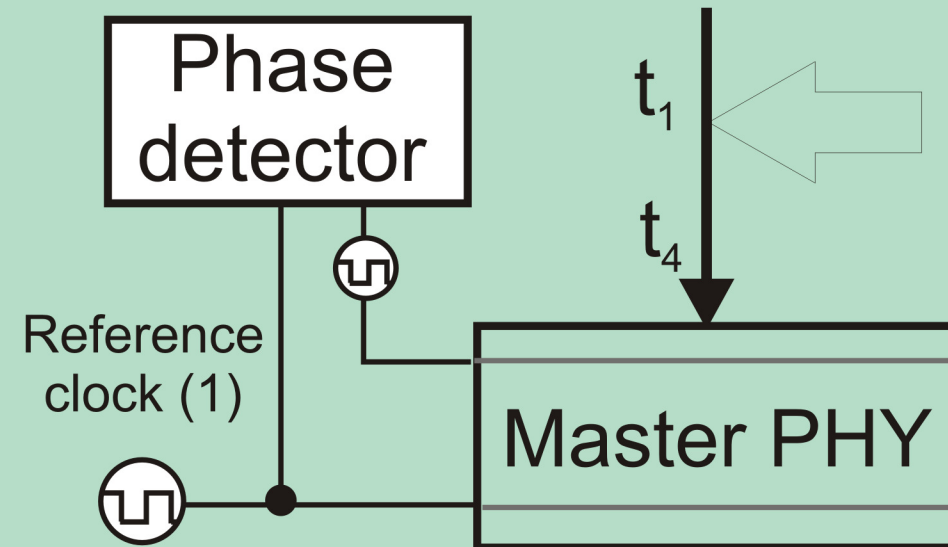 Phase
detector
t₁
t₄
Reference
clock (1)
Master PHY